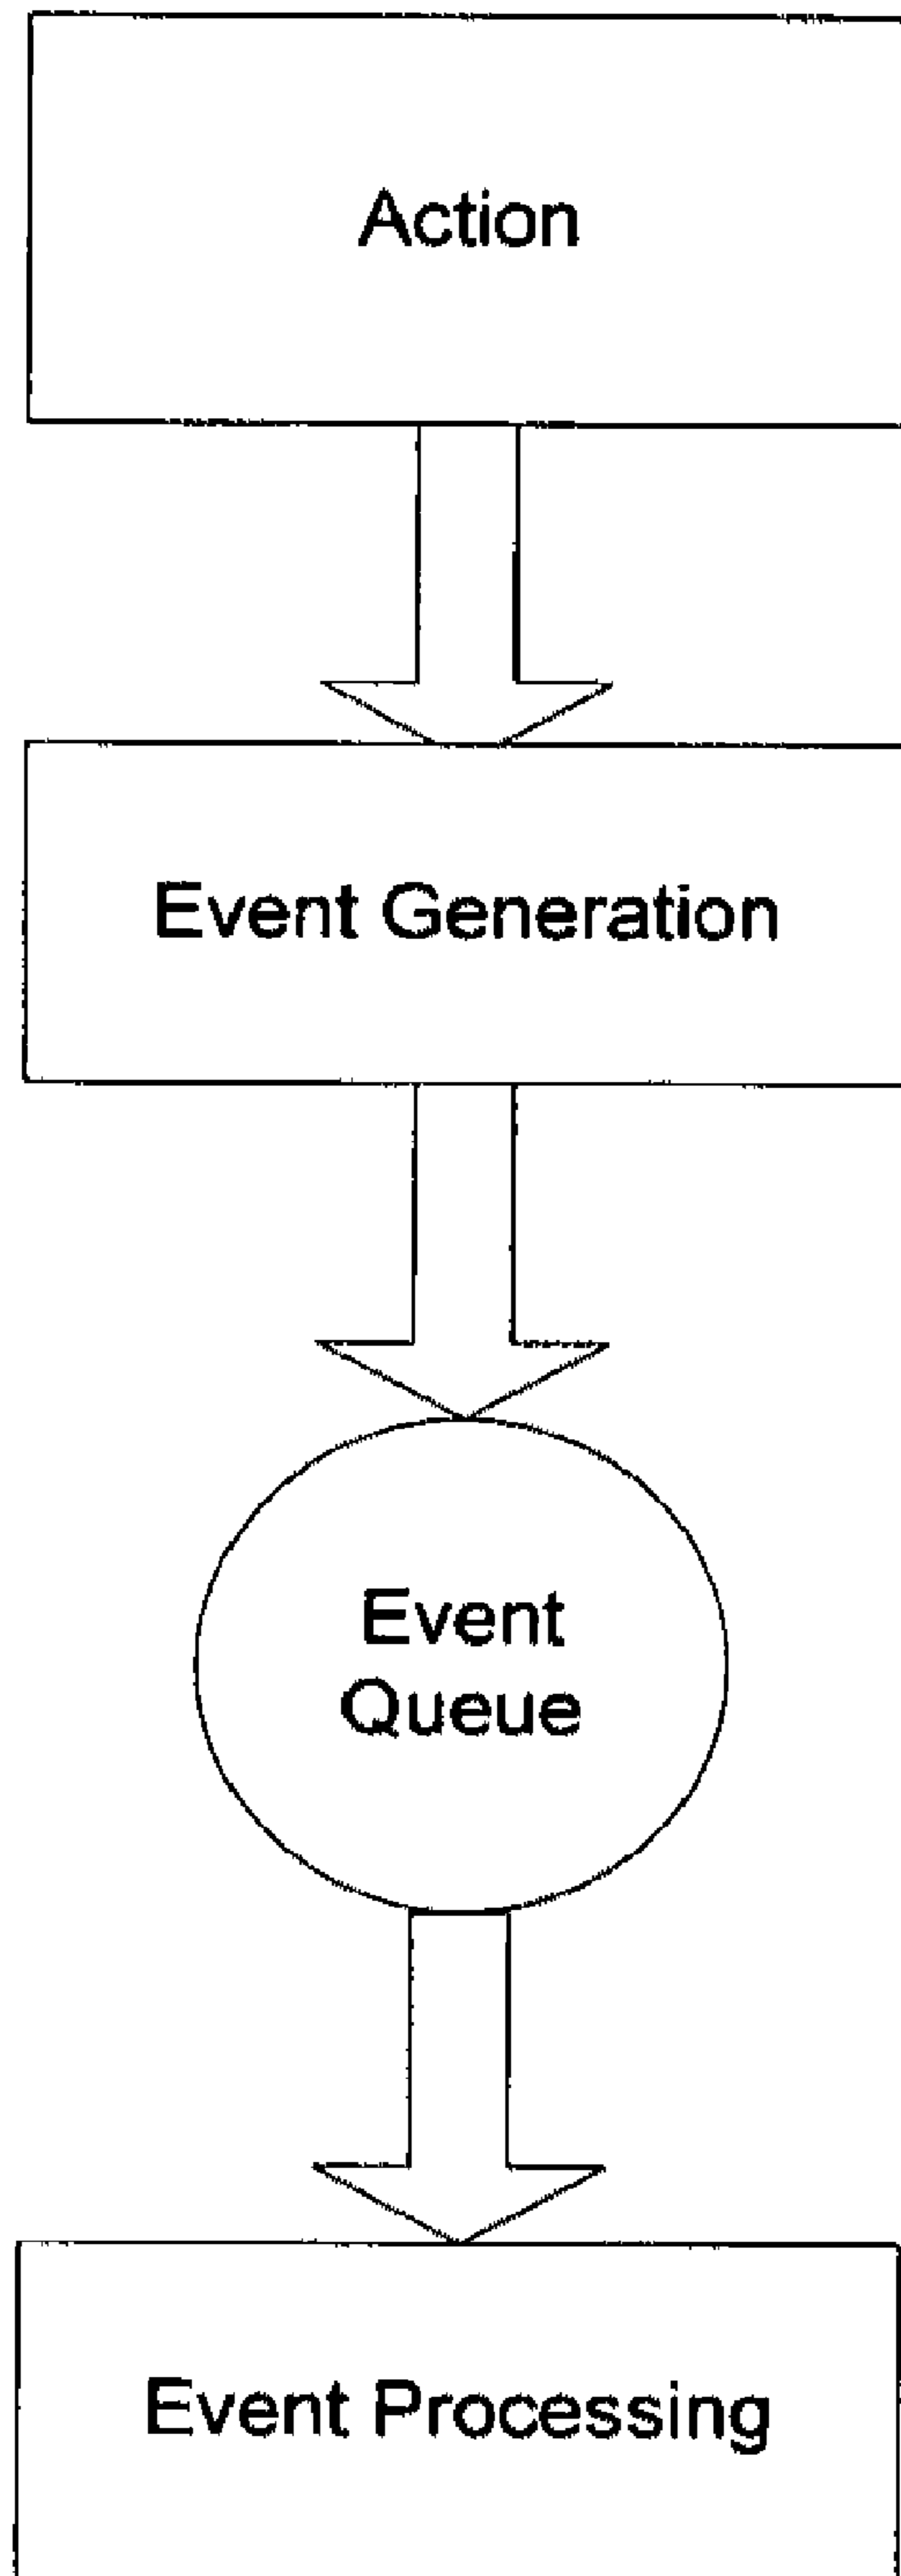 Action
Event Generation
Event
Queue
Event Processing